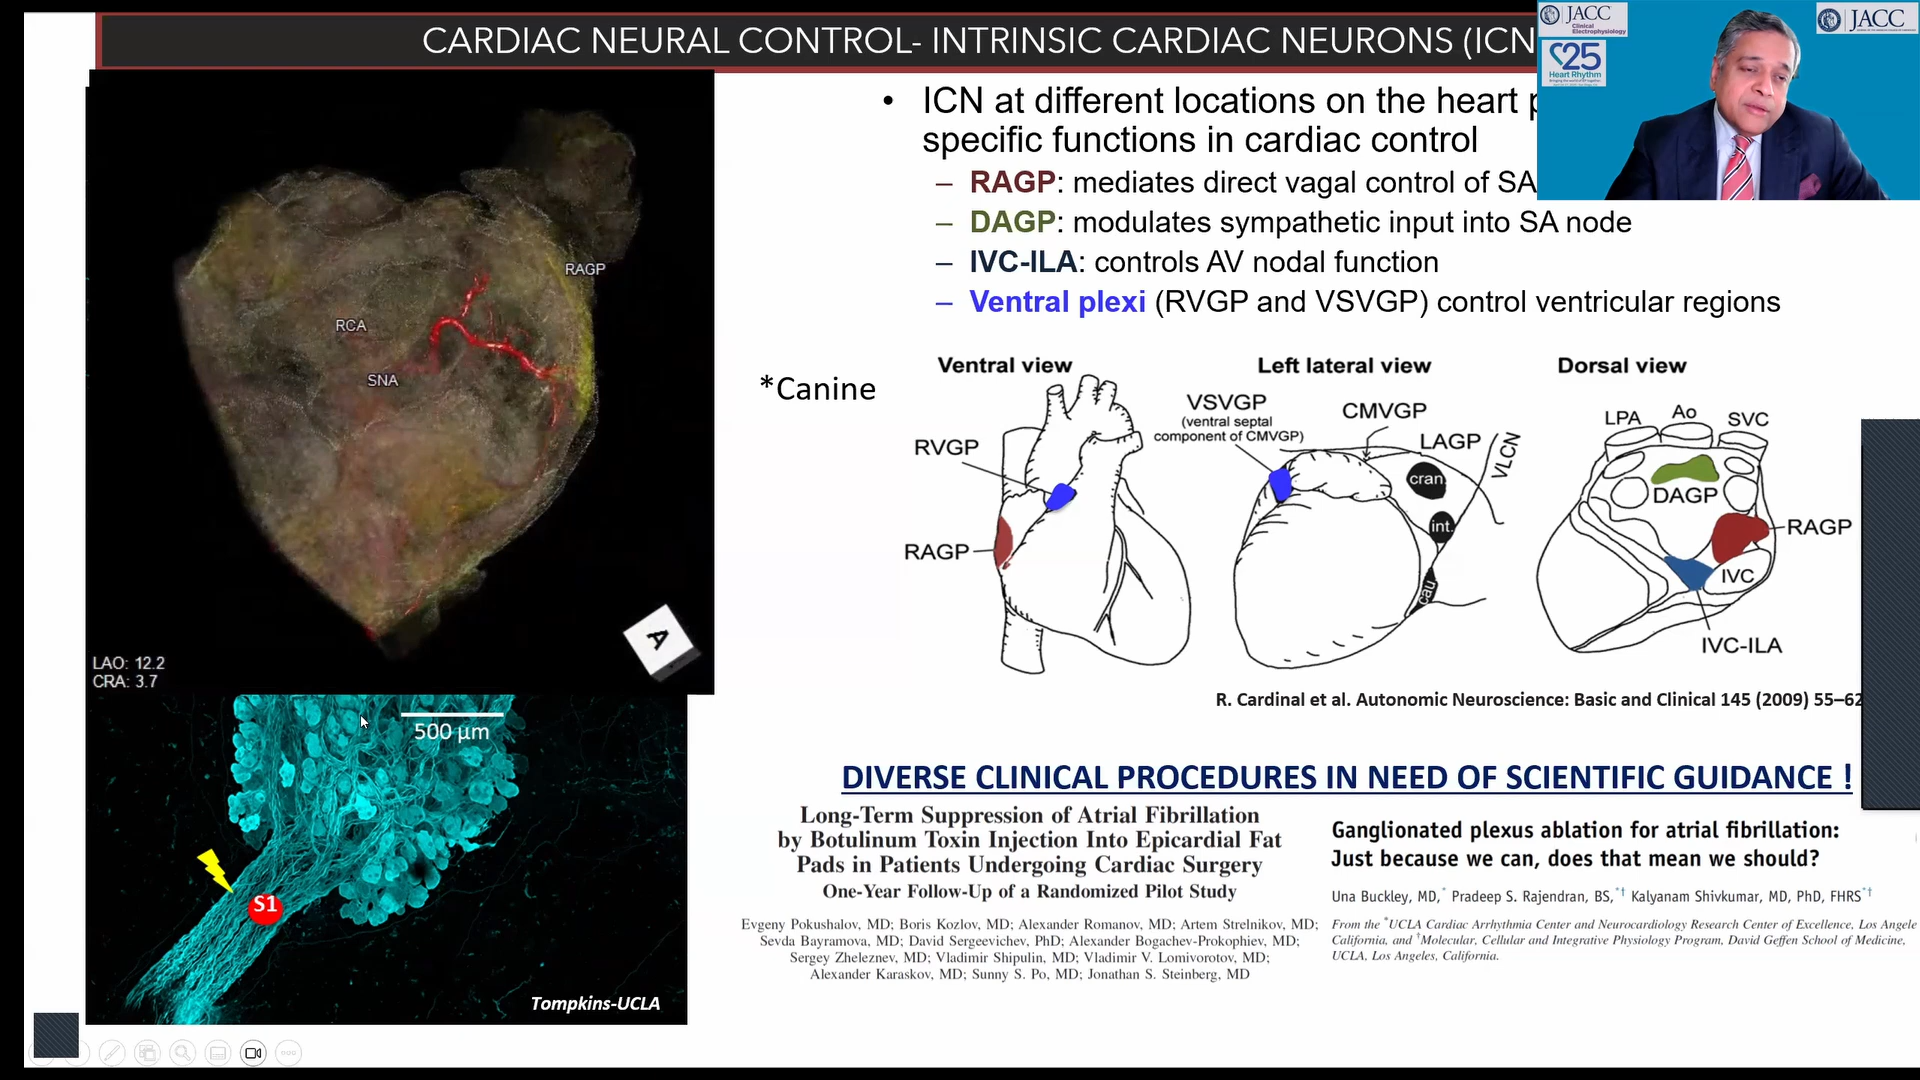 CARDIAC NEURAL CONTROL- INTRINSIC CARDIAC NEURONS (ICN
JACC
Clinical
Electrophysiology
25
Heart Rhythm
JACC
• ICN at different locations on the heart
specific functions in cardiac control
– RAGP: mediates direct vagal control of SA
– DAGP: modulates sympathetic input into SA node
– IVC-ILA: controls AV nodal function
– Ventral plexi (RVGP and VSVGP) control ventricular regions
RAGP
RCA
SNA
A
LAO: 12.2
CRA: 3.7
*Canine
Ventral view
RVGP
RAGP
Left lateral view
VSVGP
(ventral septal
component of CMVGP)
CMVGP
LAGP
VLCN
cran.
int.
cau
Dorsal view
LPA
Ao
SVC
DAGP
RAGP
IVC
IVC-ILA
R. Cardinal et al. Autonomic Neuroscience: Basic and Clinical 145 (2009) 55–62
500 µm
S1
Tompkins-UCLA
DIVERSE CLINICAL PROCEDURES IN NEED OF SCIENTIFIC GUIDANCE !
Long-Term Suppression of Atrial Fibrillation
by Botulinum Toxin Injection Into Epicardial Fat
Pads in Patients Undergoing Cardiac Surgery
One-Year Follow-Up of a Randomized Pilot Study
Evgeny Pokushalov, MD; Boris Kozlov, MD; Alexander Romanov, MD; Artem Strelnikov, MD;
Sevda Bayramova, MD; David Sergeevichev, PhD; Alexander Bogachev-Prokophiev, MD;
Sergey Zheleznev, MD; Vladimir Shipulin, MD; Vladimir V. Lomivorotov, MD;
Alexander Karaskov, MD; Sunny S. Po, MD; Jonathan S. Steinberg, MD
Ganglionated plexus ablation for atrial fibrillation:
Just because we can, does that mean we should?
Una Buckley, MD,* Pradeep S. Rajendran, BS,*† Kalyanam Shivkumar, MD, PhD, FHRS*†
From the *UCLA Cardiac Arrhythmia Center and Neurocardiology Research Center of Excellence, Los Angele
California, and †Molecular, Cellular and Integrative Physiology Program, David Geffen School of Medicine,
UCLA, Los Angeles, California.